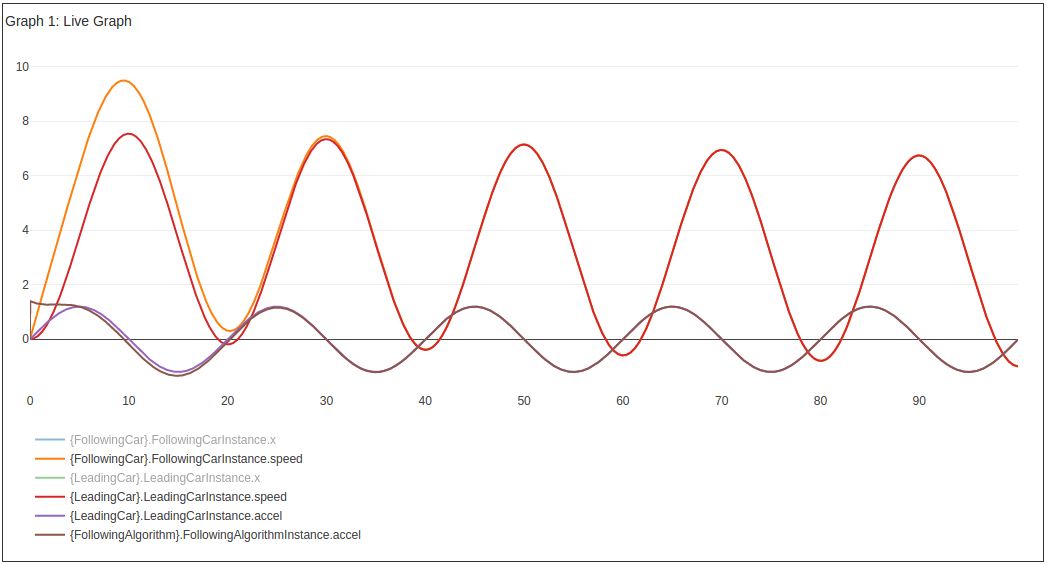 Graph 1: Live Graph
10
8
6
4
2
0
0 10 20 30 40 50 60 70 80 90
{FollowingCar}.FollowingCarInstance.x
{FollowingCar}.FollowingCarInstance.speed
{LeadingCar}.LeadingCarInstance.x
{LeadingCar}.LeadingCarInstance.speed
{LeadingCar}.LeadingCarInstance.accel
{FollowingAlgorithm}.FollowingAlgorithmInstance.accel